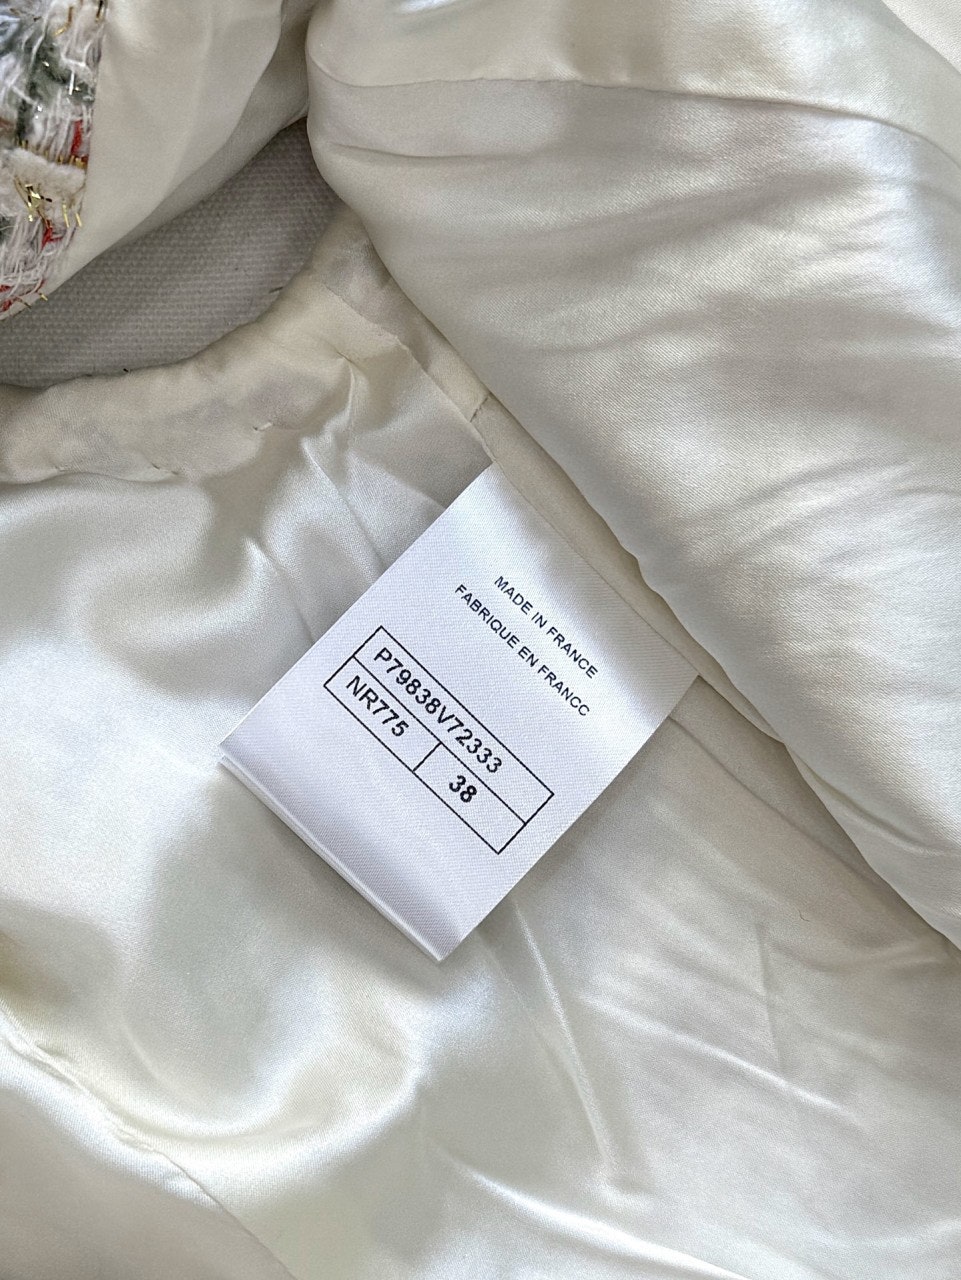 MADE IN FRANCE
FABRIQUE EN FRANCC
P79838V72333
NR775 38